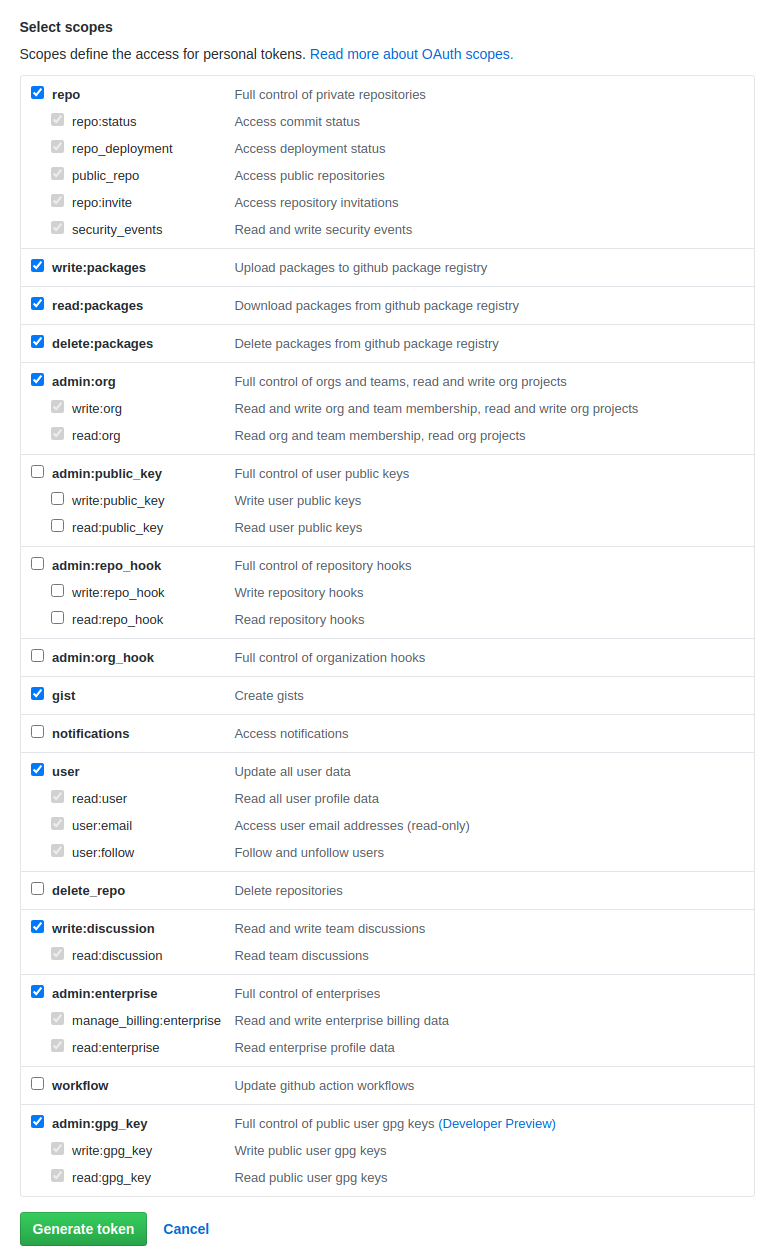 Select scopes
Scopes define the access for personal tokens. Read more about OAuth scopes.
repo Full control of private repositories
repo:status Access commit status
repo_deployment Access deployment status
public_repo Access public repositories
repo:invite Access repository invitations
security_events Read and write security events
write:packages Upload packages to github package registry
read:packages Download packages from github package registry
delete:packages Delete packages from github package registry
admin:org Full control of orgs and teams, read and write org projects
write:org Read and write org and team membership, read and write org projects
read:org Read org and team membership, read org projects
admin:public_key Full control of user public keys
write:public_key Write user public keys
read:public_key Read user public keys
admin:repo_hook Full control of repository hooks
write:repo_hook Write repository hooks
read:repo_hook Read repository hooks
admin:org_hook Full control of organization hooks
gist Create gists
notifications Access notifications
user Update all user data
read:user Read all user profile data
user:email Access user email addresses (read-only)
user:follow Follow and unfollow users
delete_repo Delete repositories
write:discussion Read and write team discussions
read:discussion Read team discussions
admin:enterprise Full control of enterprises
manage_billing:enterprise Read and write enterprise billing data
read:enterprise Read enterprise profile data
workflow Update github action workflows
admin:gpg_key Full control of public user gpg keys (Developer Preview)
write:gpg_key Write public user gpg keys
read:gpg_key Read public user gpg keys
Generate token Cancel